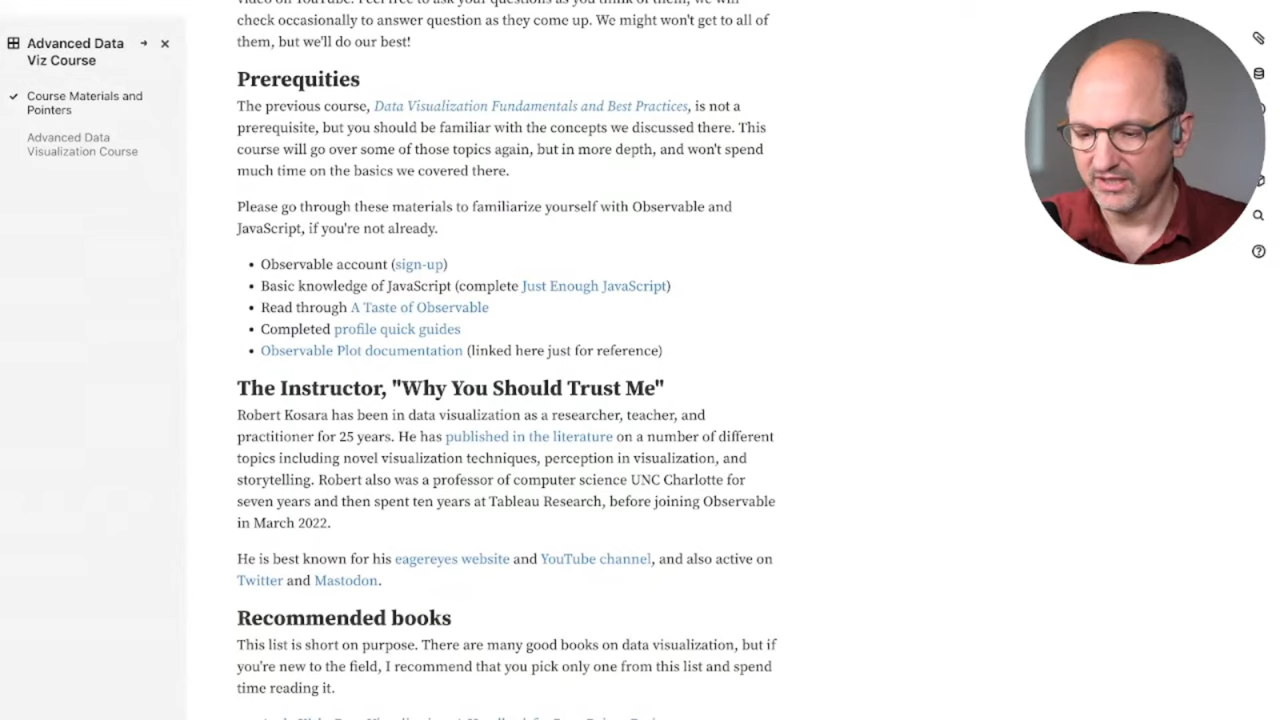 Advanced Data
Viz Course
Course Materials and
Pointers
Advanced Data
Visualization Course
check occasionally to answer question as they come up. We might won't get to all of
them, but we'll do our best!
Prerequities
The previous course, Data Visualization Fundamentals and Best Practices, is not a
prerequisite, but you should be familiar with the concepts we discussed there. This
course will go over some of those topics again, but in more depth, and won't spend
much time on the basics we covered there.
Please go through these materials to familiarize yourself with Observable and
JavaScript, if you're not already.
• Observable account (sign-up)
• Basic knowledge of JavaScript (complete Just Enough JavaScript)
• Read through A Taste of Observable
• Completed profile quick guides
• Observable Plot documentation (linked here just for reference)
The Instructor, "Why You Should Trust Me"
Robert Kosara has been in data visualization as a researcher, teacher, and
practitioner for 25 years. He has published in the literature on a number of different
topics including novel visualization techniques, perception in visualization, and
storytelling. Robert also was a professor of computer science UNC Charlotte for
seven years and then spent ten years at Tableau Research, before joining Observable
in March 2022.
He is best known for his eagereyes website and YouTube channel, and also active on
Twitter and Mastodon.
Recommended books
This list is short on purpose. There are many good books on data visualization, but if
you're new to the field, I recommend that you pick only one from this list and spend
time reading it.